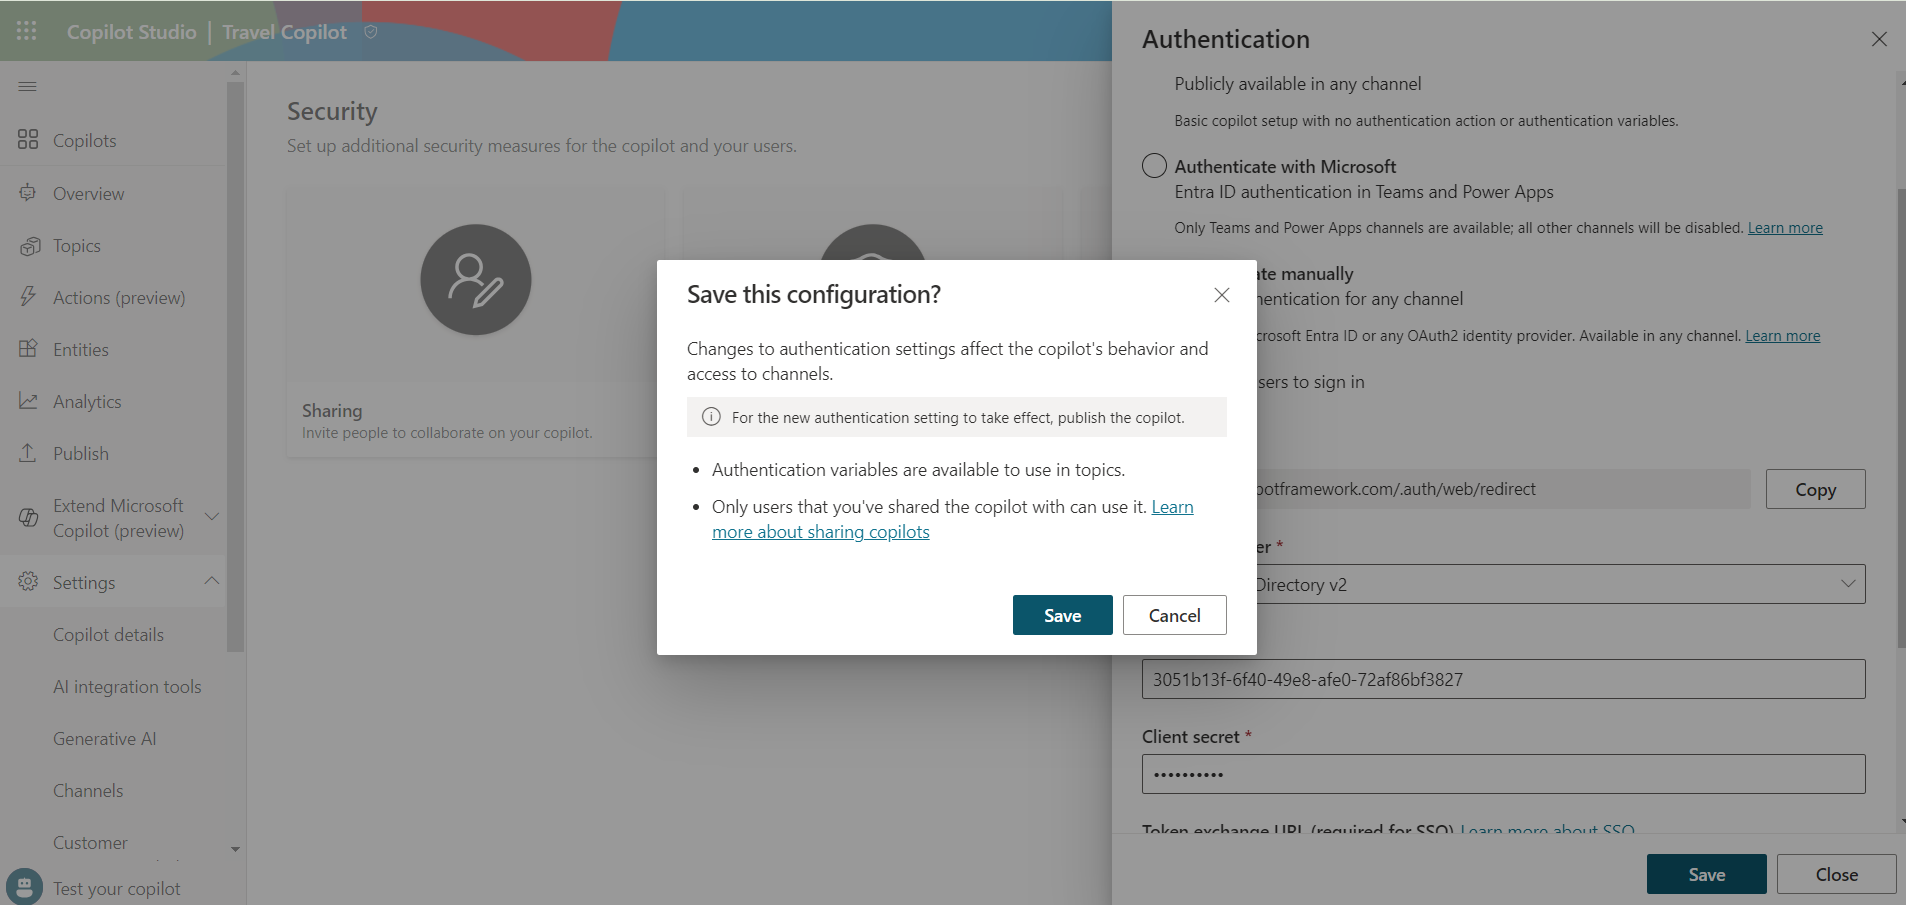 Copilot Studio | Travel Copilot
Copilots
Overview
Topics
Actions (preview)
Entities
Analytics
Publish
Extend Microsoft
Copilot (preview)
Settings
Copilot details
AI integration tools
Generative AI
Channels
Customer
Test your copilot
Security
Set up additional security measures for the copilot and your users.
Sharing
Invite people to collaborate on your copilot.
Save this configuration?
Changes to authentication settings affect the copilot's behavior and
access to channels.
For the new authentication setting to take effect, publish the copilot.
• Authentication variables are available to use in topics.
• Only users that you've shared the copilot with can use it. Learn
more about sharing copilots
Save Cancel
Authentication
Publicly available in any channel
Basic copilot setup with no authentication action or authentication variables.
Authenticate with Microsoft
Entra ID authentication in Teams and Power Apps
Only Teams and Power Apps channels are available; all other channels will be disabled. Learn more
ate manually
hentication for any channel
crosoft Entra ID or any OAuth2 identity provider. Available in any channel. Learn more
sers to sign in
otframework.com/.auth/web/redirect
Copy
er *
Directory v2
3051b13f-6f40-49e8-afe0-72af86bf3827
Client secret *
••••••••••
Token exchange URL (required for SSO) Learn more about SSO
Save Close